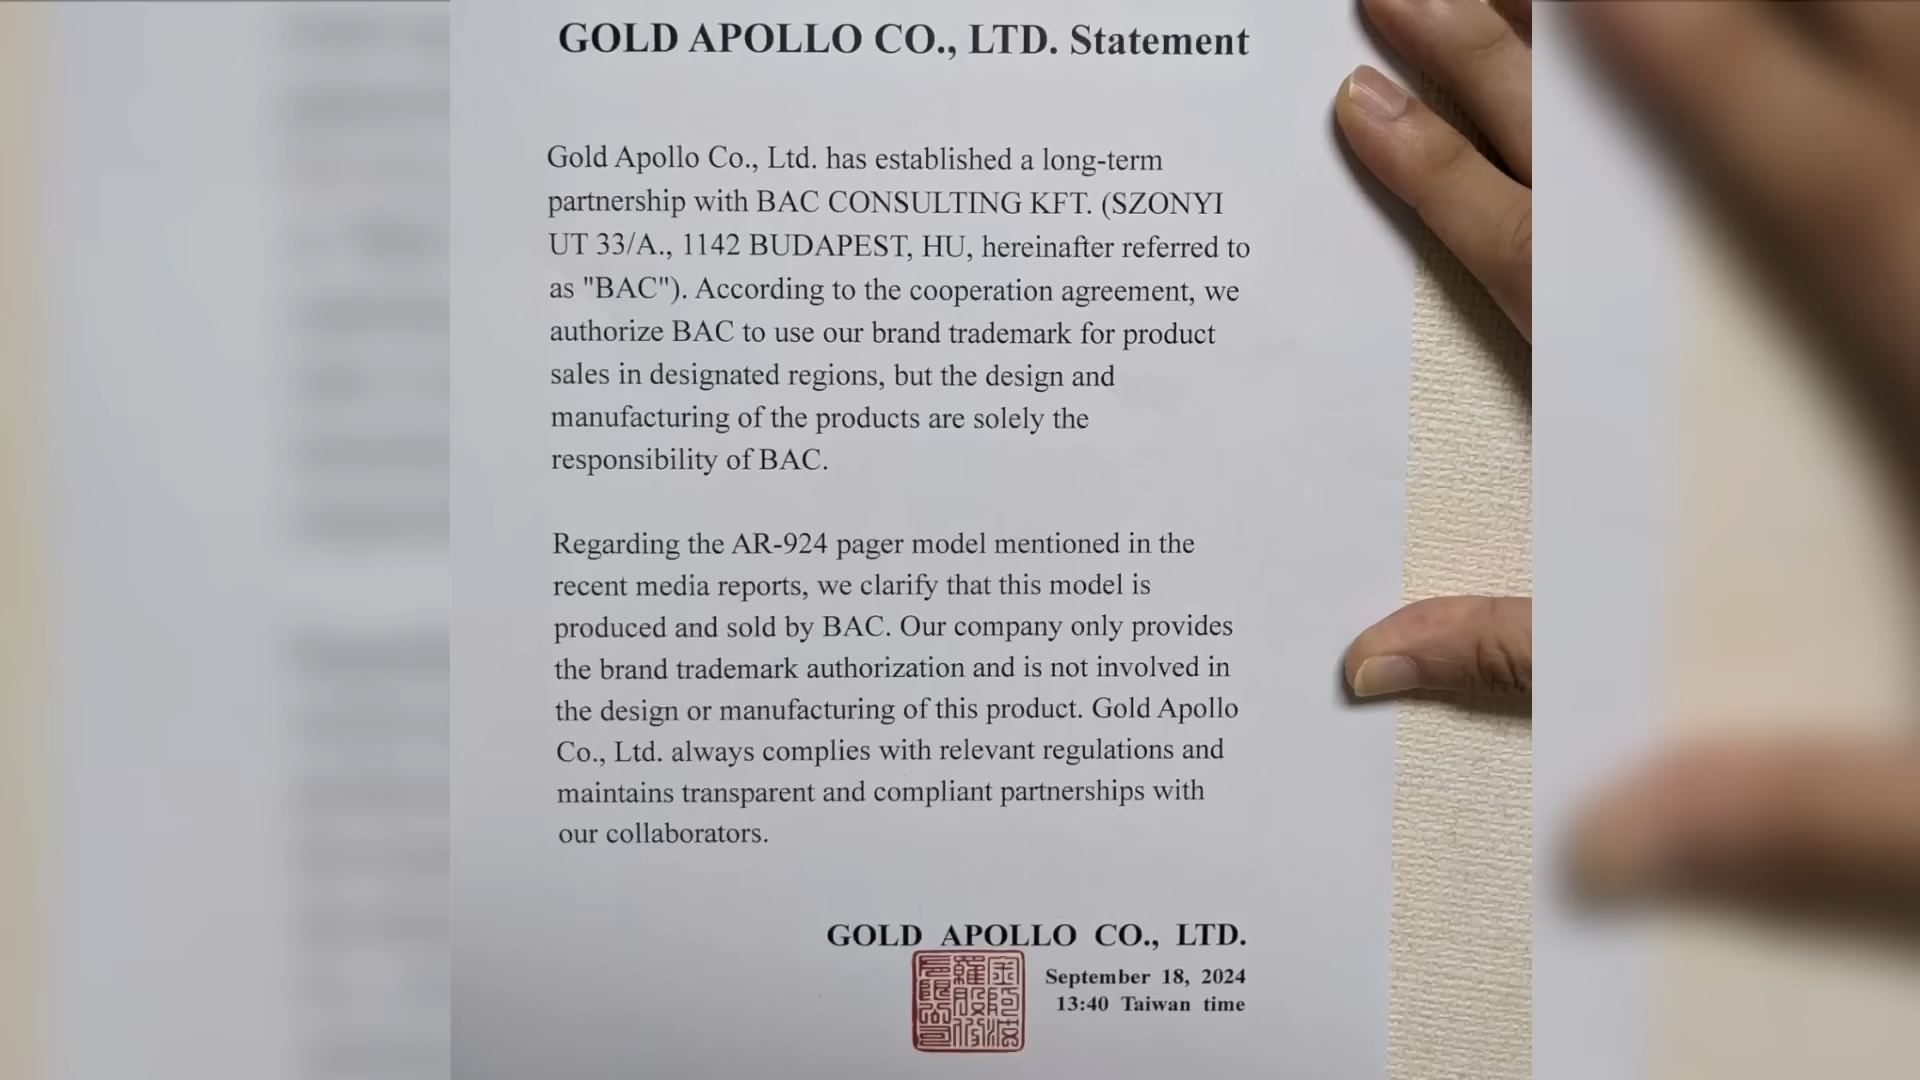 GOLD APOLLO CO., LTD. Statement
Gold Apollo Co., Ltd. has established a long-term
partnership with BAC CONSULTING KFT. (SZONYI
UT 33/A., 1142 BUDAPEST, HU, hereinafter referred to
as "BAC"). According to the cooperation agreement, we
authorize BAC to use our brand trademark for product
sales in designated regions, but the design and
manufacturing of the products are solely the
responsibility of BAC.
Regarding the AR-924 pager model mentioned in the
recent media reports, we clarify that this model is
produced and sold by BAC. Our company only provides
the brand trademark authorization and is not involved in
the design or manufacturing of this product. Gold Apollo
Co., Ltd. always complies with relevant regulations and
maintains transparent and compliant partnerships with
our collaborators.
GOLD APOLLO CO., LTD.
September 18, 2024
13:40 Taiwan time